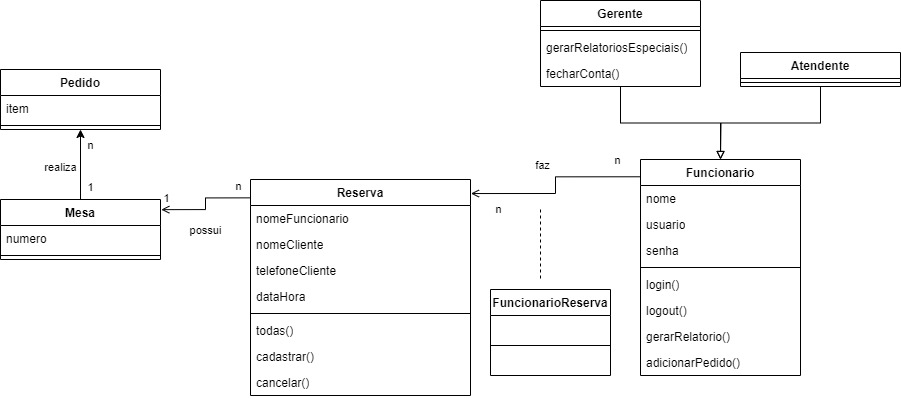 Gerente
gerarRelatoriosEspeciais()
fecharConta()
Atendente
Pedido
item
n
realiza
1
Mesa
numero
1
possui
n
Reserva
nomeFuncionario
nomeCliente
telefoneCliente
dataHora
todas()
cadastrar()
cancelar()
faz
n
n
FuncionarioReserva
Funcionario
nome
usuario
senha
login()
logout()
gerarRelatorio()
adicionarPedido()